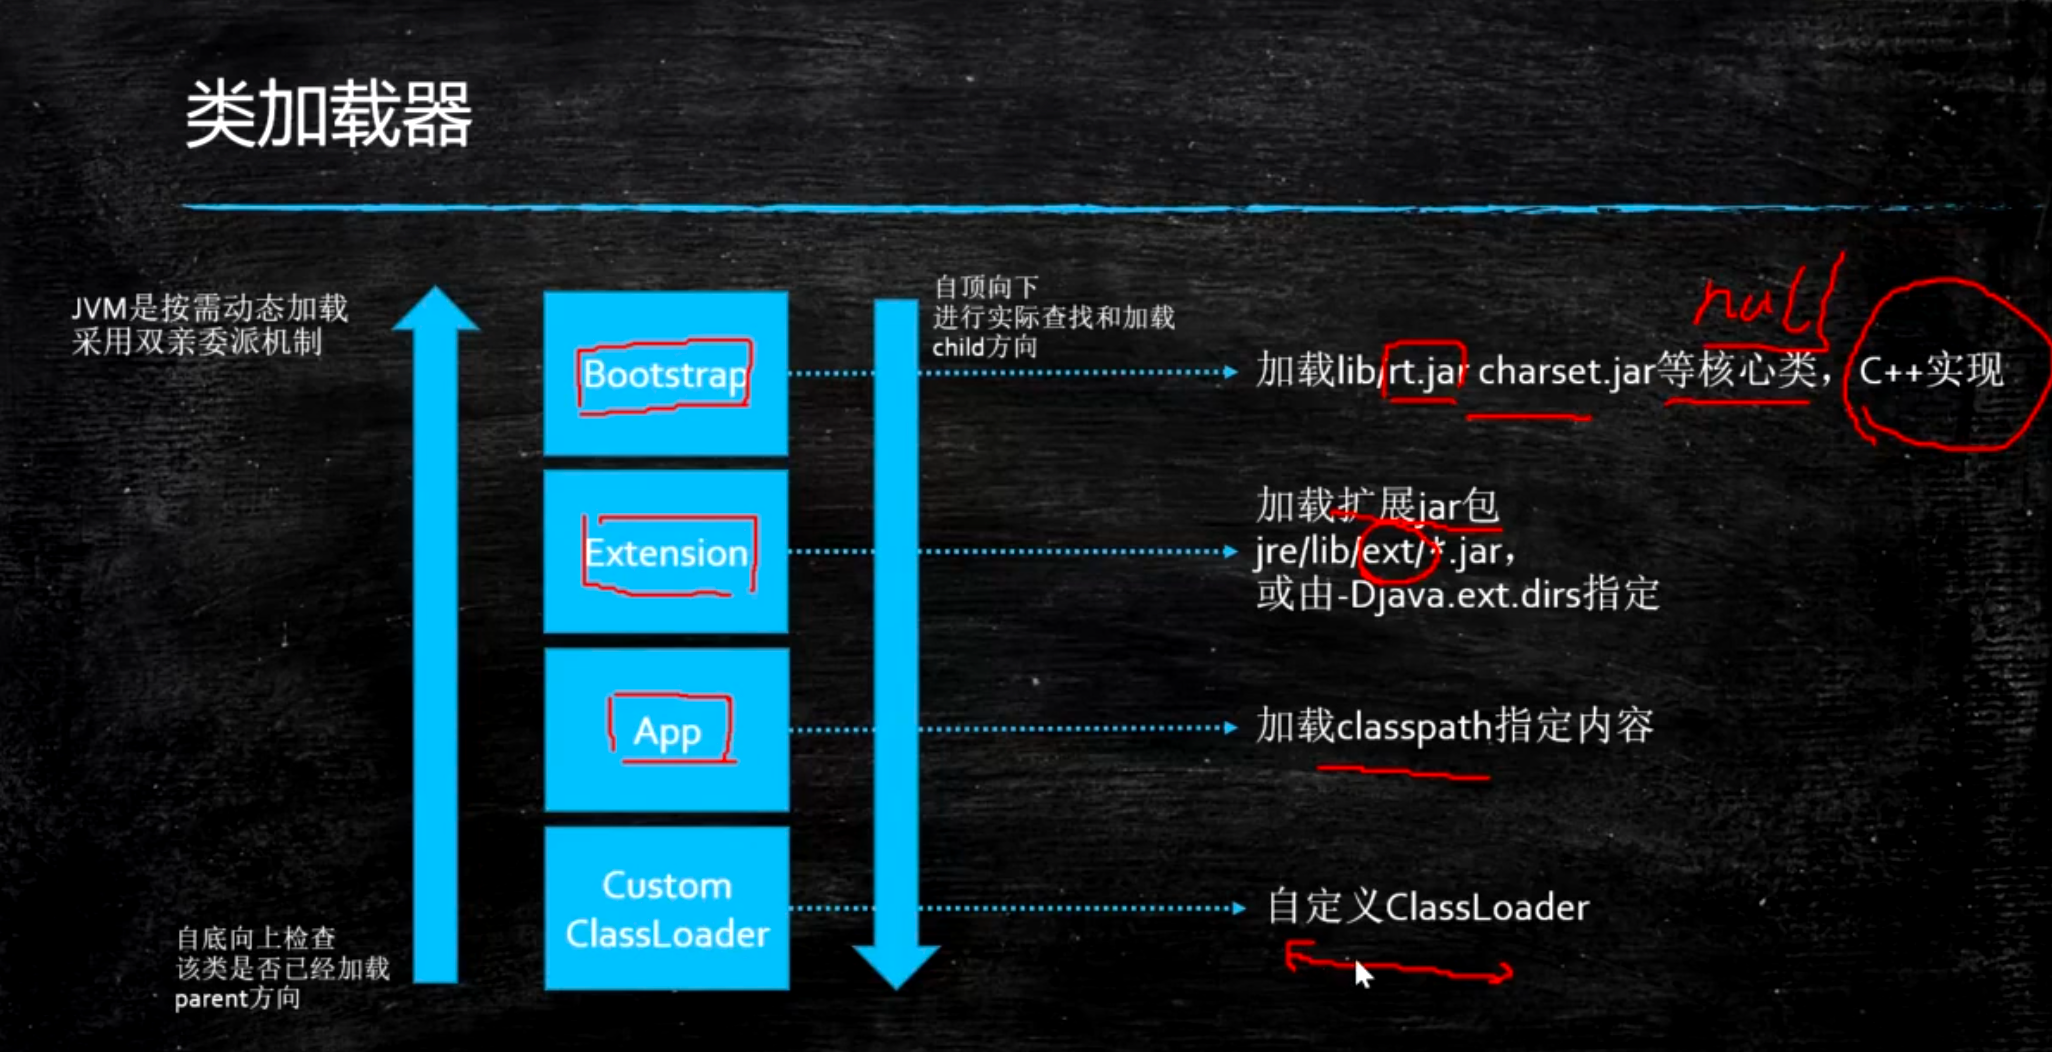 类加载器
JVM是按需动态加载
采用双亲委派机制
自顶向下
进行实际查找和加载
child方向
null
Bootstrap
加载lib/rt.jar charset.jar等核心类，C++实现
Extension
加载扩展jar包
jre/lib/ext/*.jar，
或由-Djava.ext.dirs指定
App
加载classpath指定内容
Custom
ClassLoader
自定义ClassLoader
自底向上检查
该类是否已经加载
parent方向